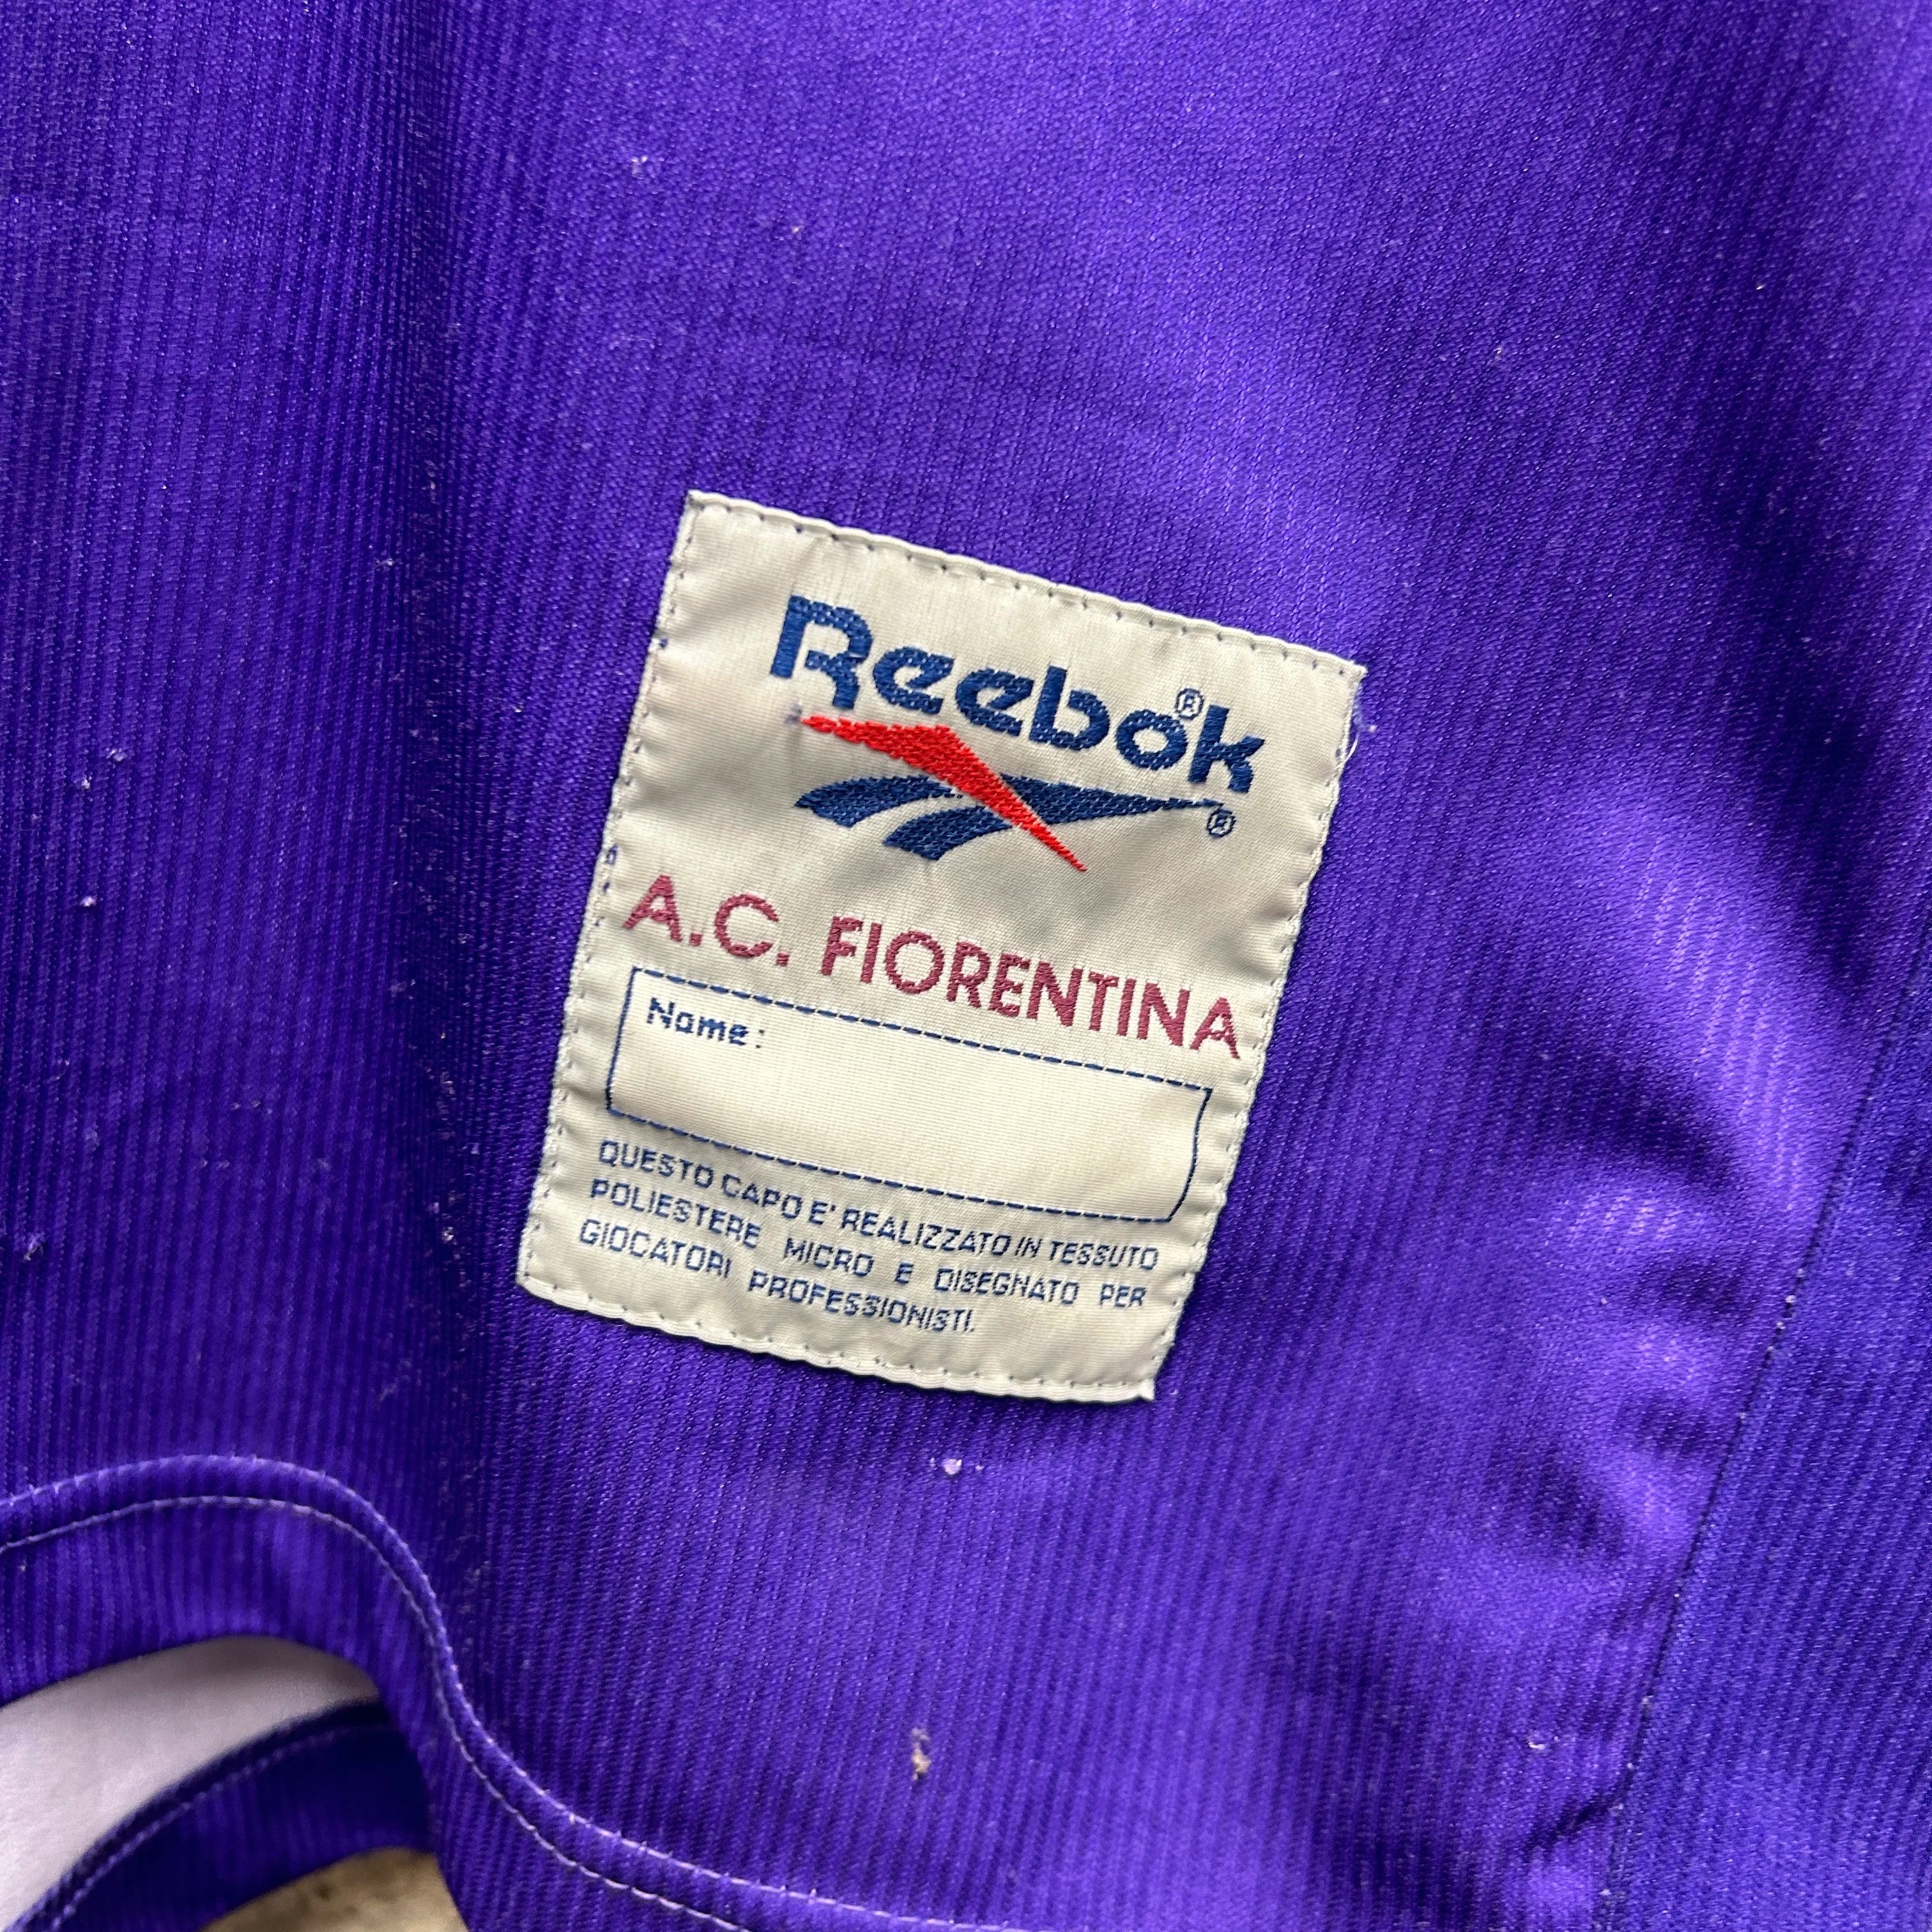 Reebok®
®
A.C. FIORENTINA
Name:
QUESTO CAPO E' REALIZZATO IN TESSUTO
POLIESTERE MICRO E DISEGNATO PER
GIOCATORI PROFESSIONISTI.